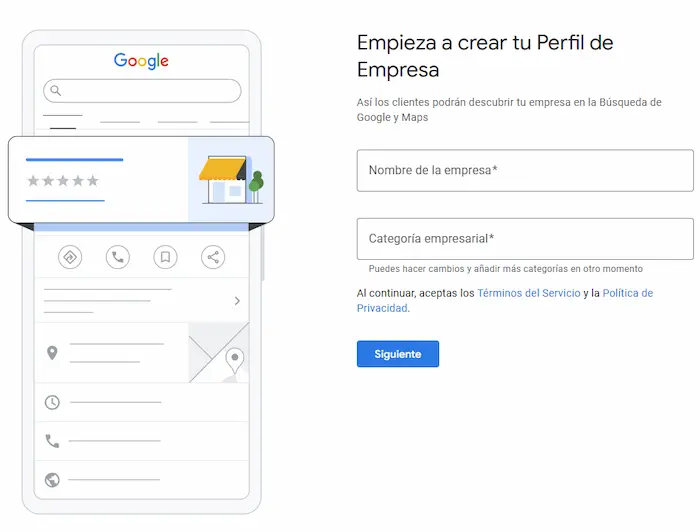 Google
Empieza a crear tu Perfil de
Empresa
Así los clientes podrán descubrir tu empresa en la Búsqueda de
Google y Maps
Nombre de la empresa*
Categoría empresarial*
Puedes hacer cambios y añadir más categorías en otro momento
Al continuar, aceptas los Términos del Servicio y la Política de
Privacidad.
Siguiente